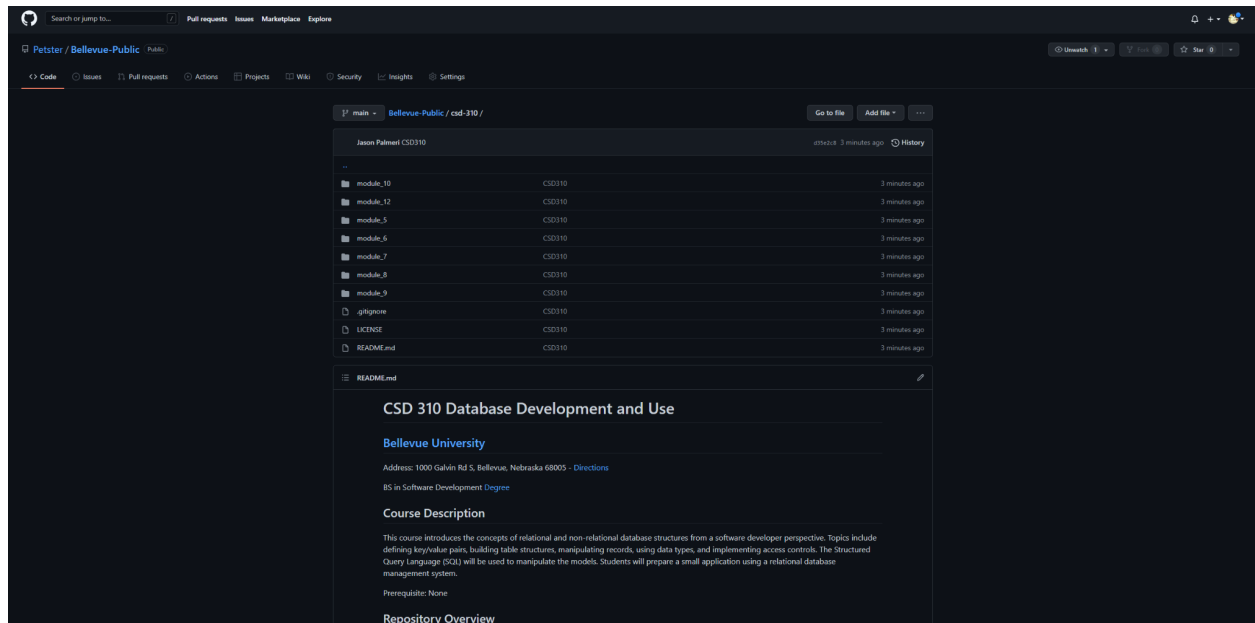 Search or jump to... /
Pull requests Issues Marketplace Explore
Petster / Bellevue-Public Public
Unwatch 1 Fork Star 0
Code Issues Pull requests Actions Projects Wiki Security Insights Settings
main Bellevue-Public / csd-310 / Go to file Add file ...
Jason Palmeri CSD310 3 minutes ago History
..
module_10 CSD310 3 minutes ago
module_12 CSD310 3 minutes ago
module_5 CSD310 3 minutes ago
module_6 CSD310 3 minutes ago
module_7 CSD310 3 minutes ago
module_8 CSD310 3 minutes ago
module_9 CSD310 3 minutes ago
.gitignore CSD310 3 minutes ago
LICENSE CSD310 3 minutes ago
README.md CSD310 3 minutes ago
README.md
CSD 310 Database Development and Use
Bellevue University
Address: 1000 Galvin Rd S, Bellevue, Nebraska 68005 - Directions
BS in Software Development Degree
Course Description
This course introduces the concepts of relational and non-relational database structures from a software developer perspective. Topics include
defining key/value pairs, building table structures, manipulating records, using data types, and implementing access controls. The Structured
Query Language (SQL) will be used to manipulate the models. Students will prepare a small application using a relational database
management system.
Prerequisite: None
Repository Overview